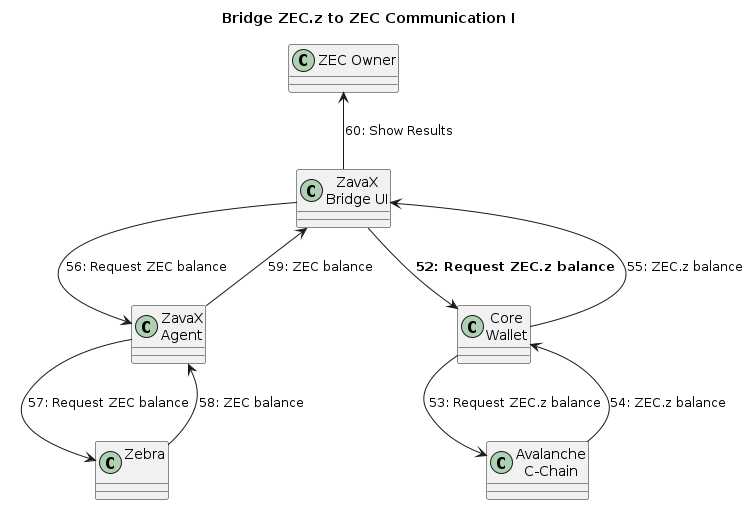 Bridge ZEC.z to ZEC Communication I
C ZEC Owner
60: Show Results
C ZavaX
Bridge UI
56: Request ZEC balance
59: ZEC balance
52: Request ZEC.z balance
55: ZEC.z balance
C ZavaX
Agent
C Core
Wallet
57: Request ZEC balance
58: ZEC balance
53: Request ZEC.z balance
54: ZEC.z balance
C Zebra
C Avalanche
C-Chain